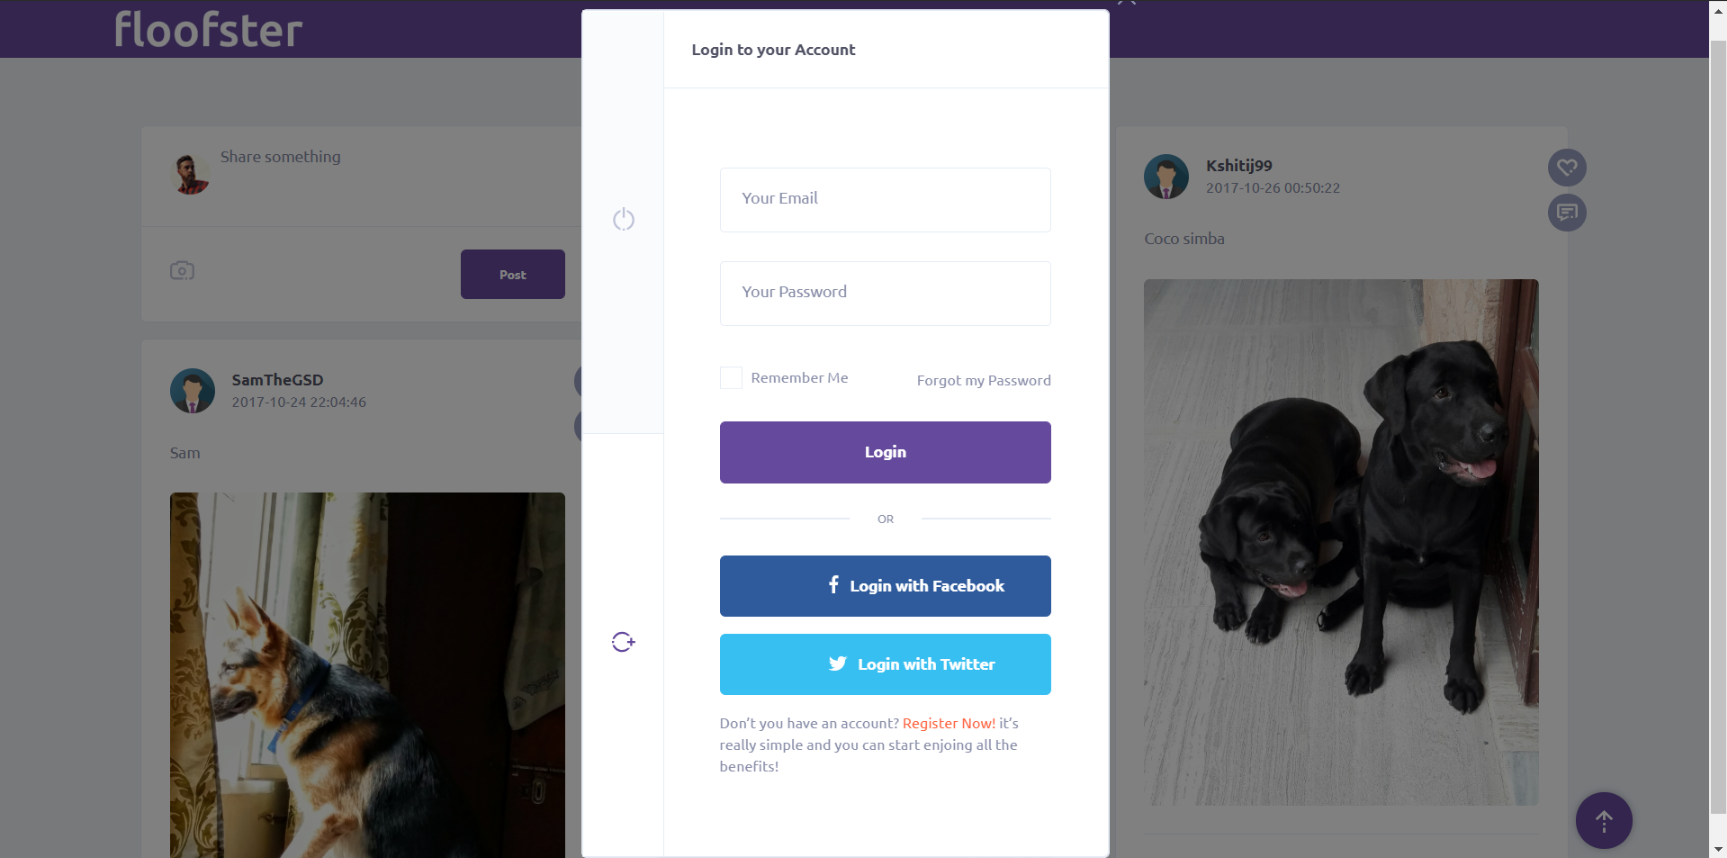 floofster
Login to your Account
Share something
Post
SamTheGSD
2017-10-24 22:04:46
Sam
Your Email
Your Password
Remember Me
Forgot my Password
Login
OR
Login with Facebook
Login with Twitter
Don’t you have an account? Register Now! it’s
really simple and you can start enjoing all the
benefits!
Kshitij99
2017-10-26 00:50:22
Coco simba